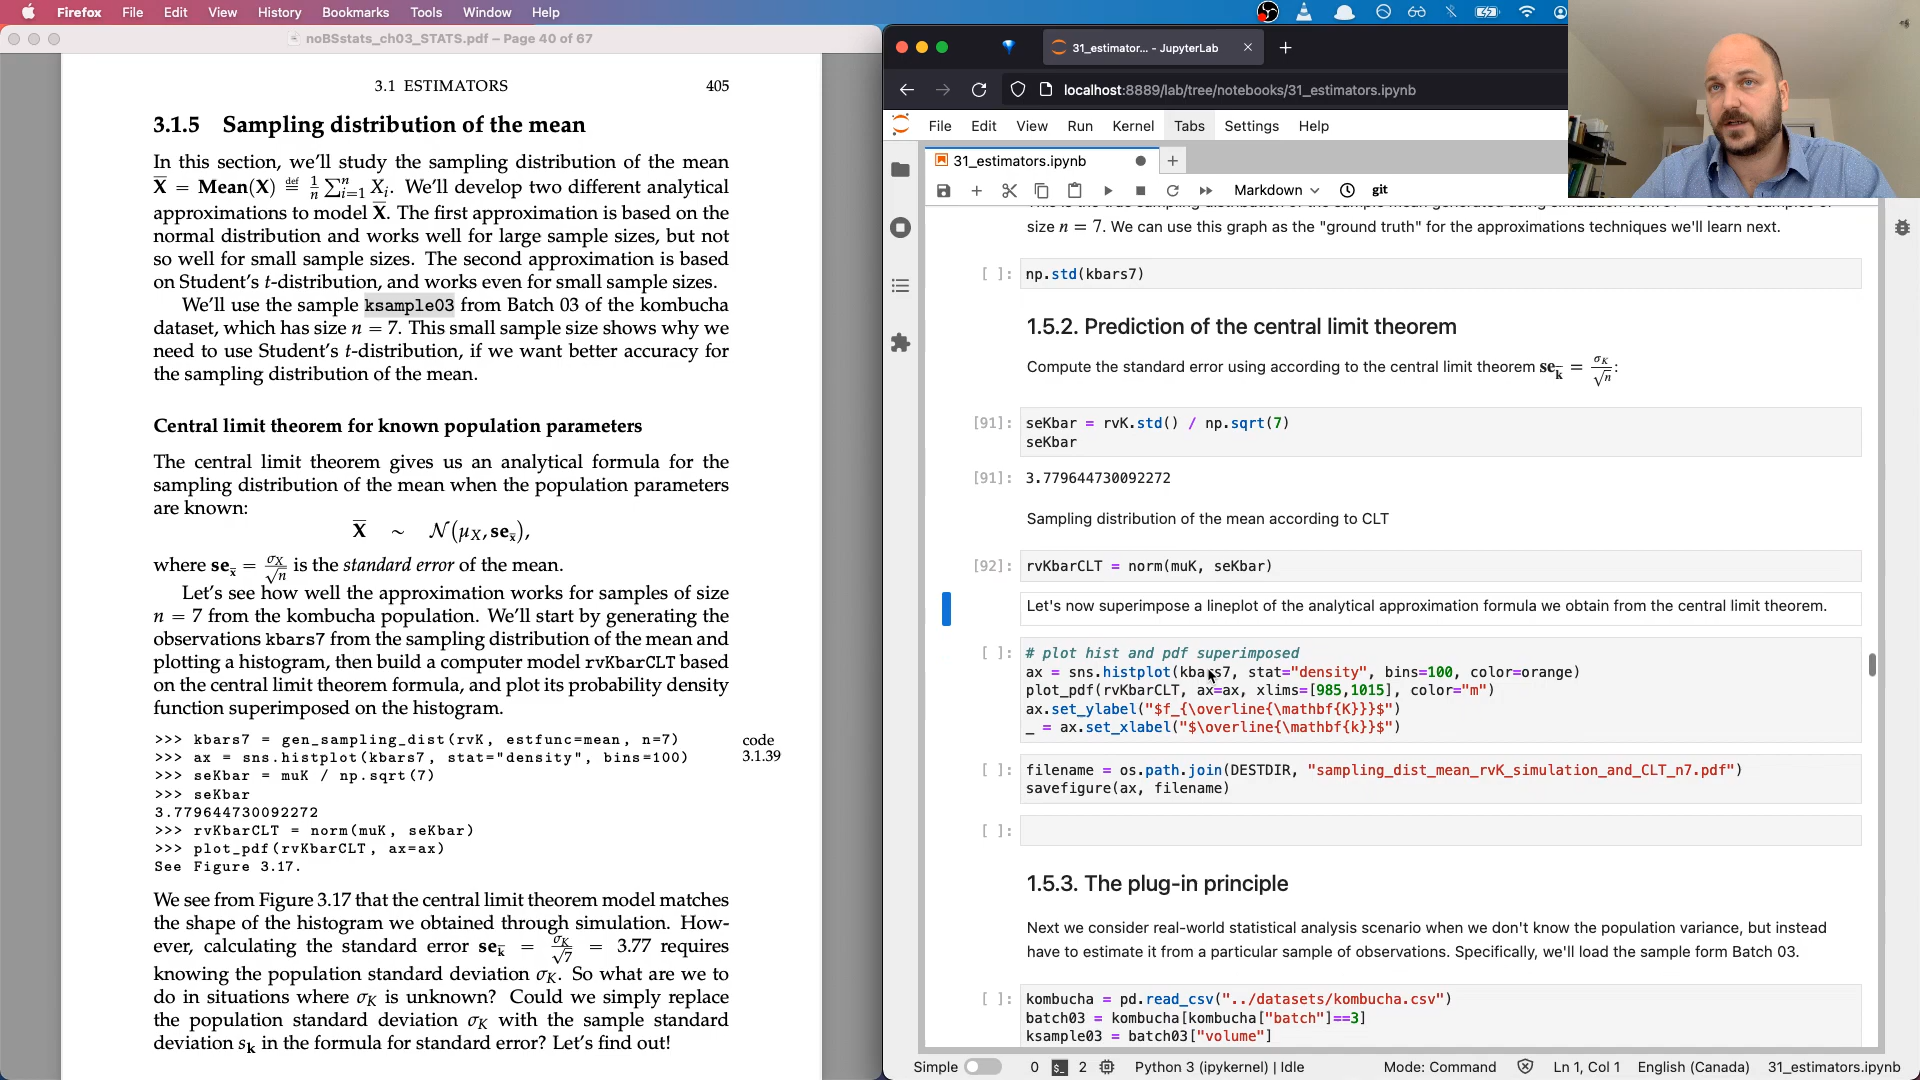 Firefox File Edit View History Bookmarks Tools Window Help
noBSstats_ch03_STATS.pdf – Page 40 of 67
3.1 ESTIMATORS 405
3.1.5 Sampling distribution of the mean
In this section, we'll study the sampling distribution of the mean
X̅ = Mean(X) ≝ 1/n ∑ⁿᵢ₌₁ Xᵢ. We'll develop two different analytical
approximations to model X̅. The first approximation is based on the
normal distribution and works well for large sample sizes, but not
so well for small sample sizes. The second approximation is based
on Student's t-distribution, and works even for small sample sizes.
We'll use the sample ksample03 from Batch 03 of the kombucha
dataset, which has size n = 7. This small sample size shows why we
need to use Student's t-distribution, if we want better accuracy for
the sampling distribution of the mean.
Central limit theorem for known population parameters
The central limit theorem gives us an analytical formula for the
sampling distribution of the mean when the population parameters
are known:
X̅ ∼ 𝒩(μX, se x̅),
where se x̅ = σX/√n is the standard error of the mean.
Let's see how well the approximation works for samples of size
n = 7 from the kombucha population. We'll start by generating the
observations kbars7 from the sampling distribution of the mean and
plotting a histogram, then build a computer model rvKbarCLT based
on the central limit theorem formula, and plot its probability density
function superimposed on the histogram.
>>> kbars7 = gen_sampling_dist(rvK, estfunc=mean, n=7) code
>>> ax = sns.histplot(kbars7, stat="density", bins=100) 3.1.39
>>> seKbar = muK / np.sqrt(7)
>>> seKbar
3.779644730092272
>>> rvKbarCLT = norm(muK, seKbar)
>>> plot_pdf(rvKbarCLT, ax=ax)
See Figure 3.17.
We see from Figure 3.17 that the central limit theorem model matches
the shape of the histogram we obtained through simulation. How-
ever, calculating the standard error se k̅ = σK/√7 = 3.77 requires
knowing the population standard deviation σK. So what are we to
do in situations where σK is unknown? Could we simply replace
the population standard deviation σK with the sample standard
deviation sk in the formula for standard error? Let's find out!
31_estimator... - JupyterLab
localhost:8889/lab/tree/notebooks/31_estimators.ipynb
File Edit View Run Kernel Tabs Settings Help
31_estimators.ipynb
Markdown git
size n = 7. We can use this graph as the "ground truth" for the approximations techniques we'll learn next.
[ ]: np.std(kbars7)
1.5.2. Prediction of the central limit theorem
Compute the standard error using according to the central limit theorem se k̅ = σK/√n:
[91]: seKbar = rvK.std() / np.sqrt(7)
seKbar
[91]: 3.779644730092272
Sampling distribution of the mean according to CLT
[92]: rvKbarCLT = norm(muK, seKbar)
Let's now superimpose a lineplot of the analytical approximation formula we obtain from the central limit theorem.
[ ]: # plot hist and pdf superimposed
ax = sns.histplot(kbars7, stat="density", bins=100, color=orange)
plot_pdf(rvKbarCLT, ax=ax, xlims=[985,1015], color="m")
ax.set_ylabel("$f_{\overline{\mathbf{K}}}$")
_ = ax.set_xlabel("$\overline{\mathbf{k}}$")
[ ]: filename = os.path.join(DESTDIR, "sampling_dist_mean_rvK_simulation_and_CLT_n7.pdf")
savefigure(ax, filename)
[ ]:
1.5.3. The plug-in principle
Next we consider real-world statistical analysis scenario when we don't know the population variance, but instead
have to estimate it from a particular sample of observations. Specifically, we'll load the sample form Batch 03.
[ ]: kombucha = pd.read_csv("../datasets/kombucha.csv")
batch03 = kombucha[kombucha["batch"]==3]
ksample03 = batch03["volume"]
Simple 0 2 Python 3 (ipykernel) | Idle Mode: Command Ln 1, Col 1 English (Canada) 31_estimators.ipynb